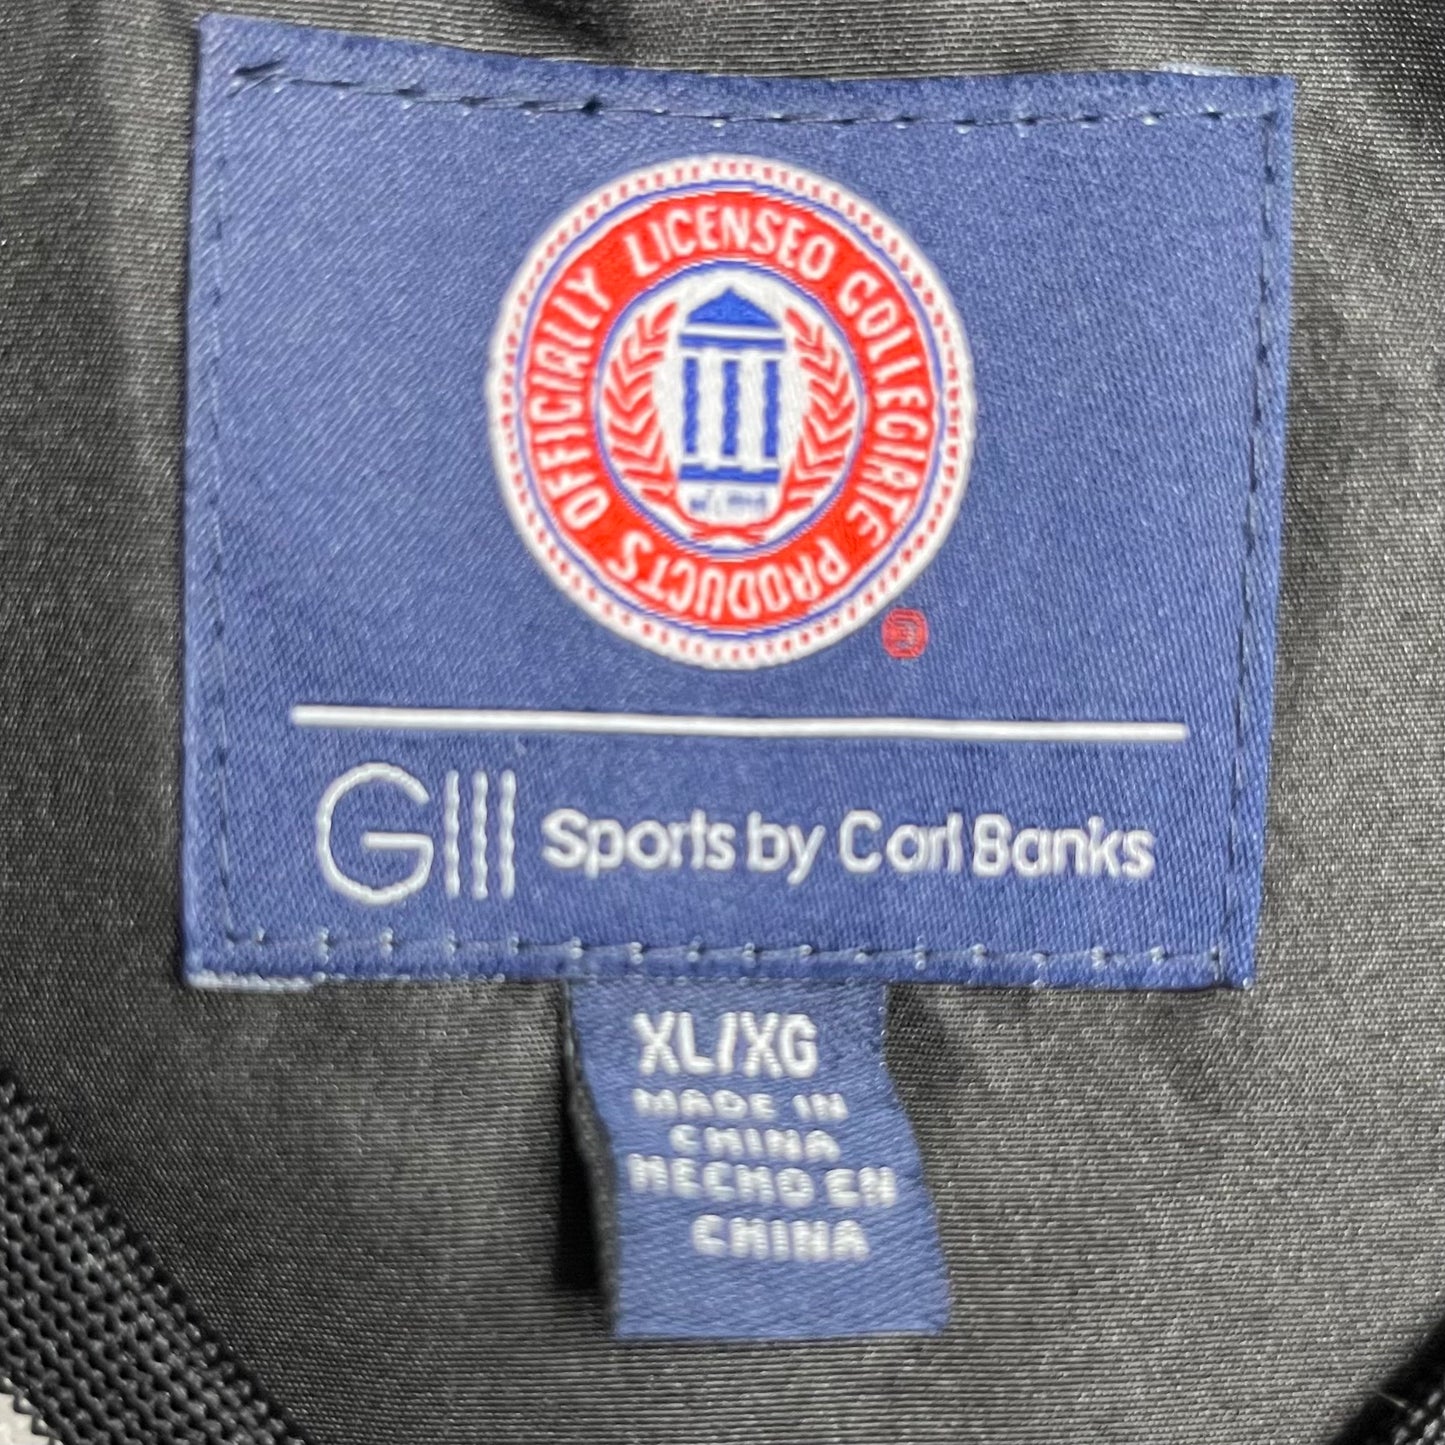 OFFICIALLY LICENSED COLLEGIATE PRODUCTS
GIII Sports by Carl Banks
XL/XG
MADE IN
CHINA
HECHO EN
CHINA